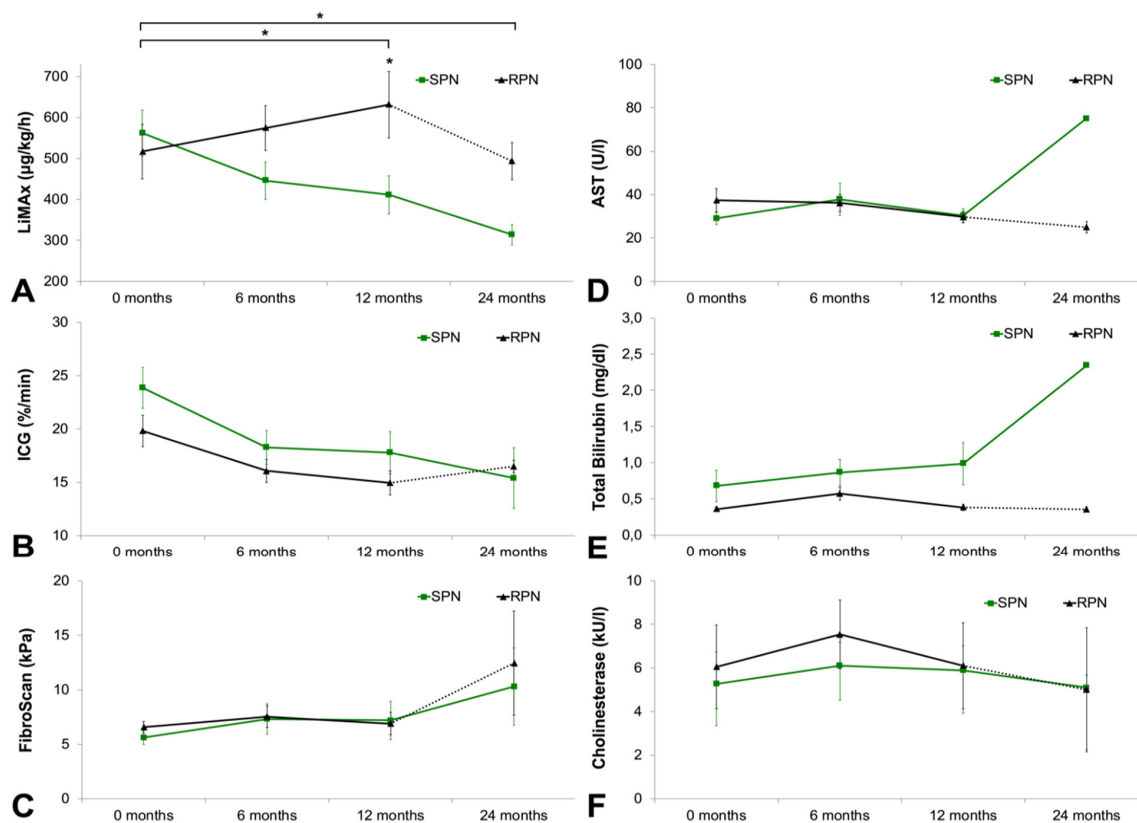 *
*
*
SPN RPN
LiMAx (µg/kg/h)
700
600
500
400
300
200
0 months 6 months 12 months 24 months
A
SPN RPN
AST (U/l)
100
80
60
40
20
0
0 months 6 months 12 months 24 months
D
SPN RPN
ICG (%/min)
30
25
20
15
10
0 months 6 months 12 months 24 months
B
SPN RPN
Total Bilirubin (mg/dl)
3,0
2,5
2,0
1,5
1,0
0,5
0,0
0 months 6 months 12 months 24 months
E
SPN RPN
FibroScan (kPa)
20
15
10
5
0
0 months 6 months 12 months 24 months
C
SPN RPN
Cholinesterase (kU/l)
10
8
6
4
2
0
0 months 6 months 12 months 24 months
F